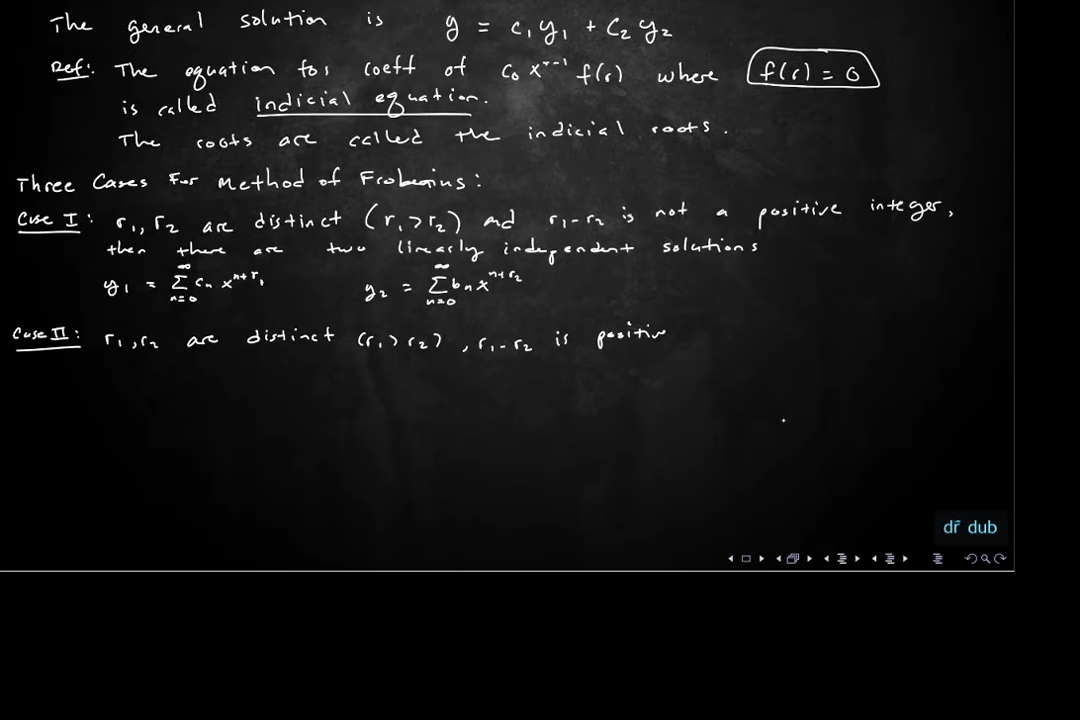 The general solution is y = c₁y₁ + c₂y₂
Def: The equation for coeff of c₀ x^{r-1} f(r) where f(r) = 0
is called indicial equation.
The roots are called the indicial roots.
Three Cases For Method of Frobenius:
Case I: r₁, r₂ are distinct (r₁ > r₂) and r₁ - r₂ is not a positive integer,
then there are two linearly independent solutions
y₁ = ∑_{n=0}^{∞} cₙ x^{n+r₁} y₂ = ∑_{n=0}^{∞} bₙ x^{n+r₂}
Case II: r₁, r₂ are distinct (r₁ > r₂), r₁ - r₂ is positiv
dr dub